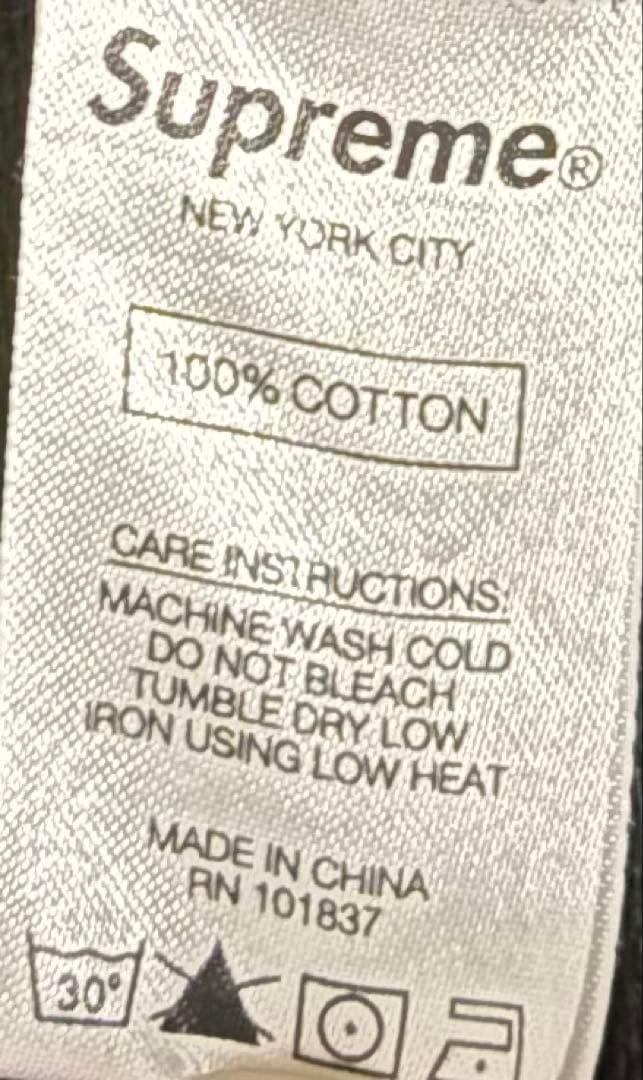 Supreme®
NEW YORK CITY
100% COTTON
CARE INSTRUCTIONS:
MACHINE WASH COLD
DO NOT BLEACH
TUMBLE DRY LOW
IRON USING LOW HEAT
MADE IN CHINA
RN 101837
30°